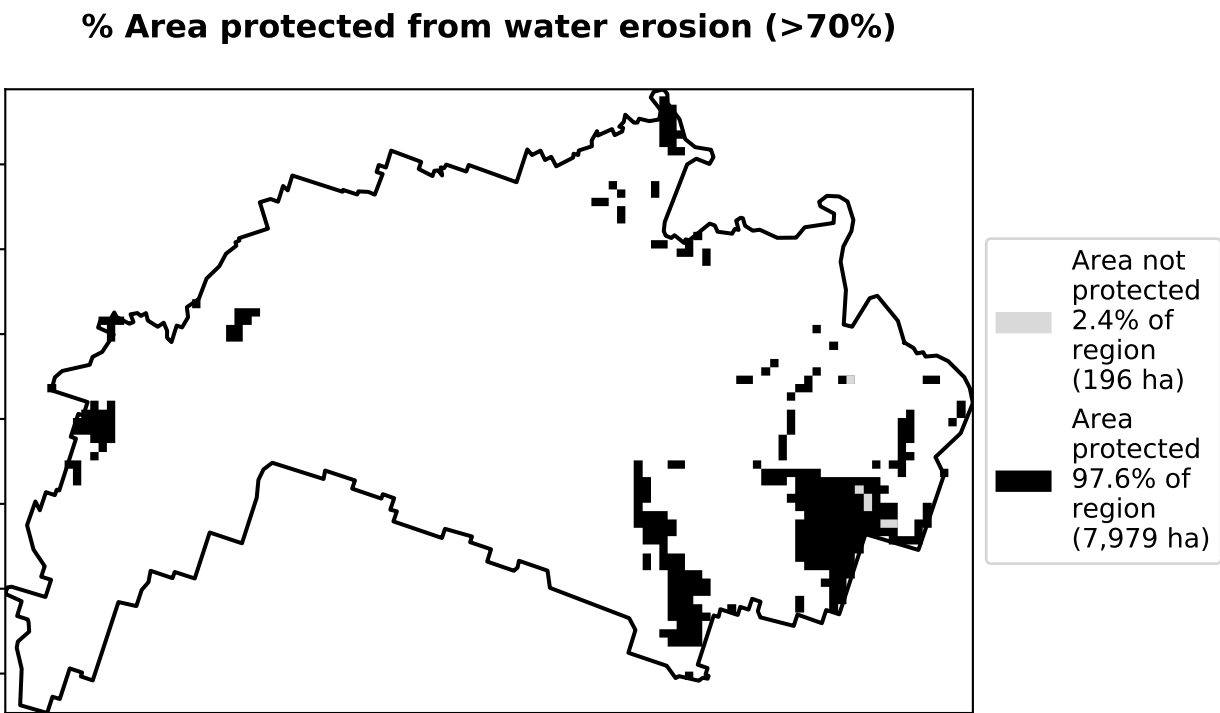 % Area protected from water erosion (>70%)
Area not
protected
2.4% of
region
(196 ha)
Area
protected
97.6% of
region
(7,979 ha)